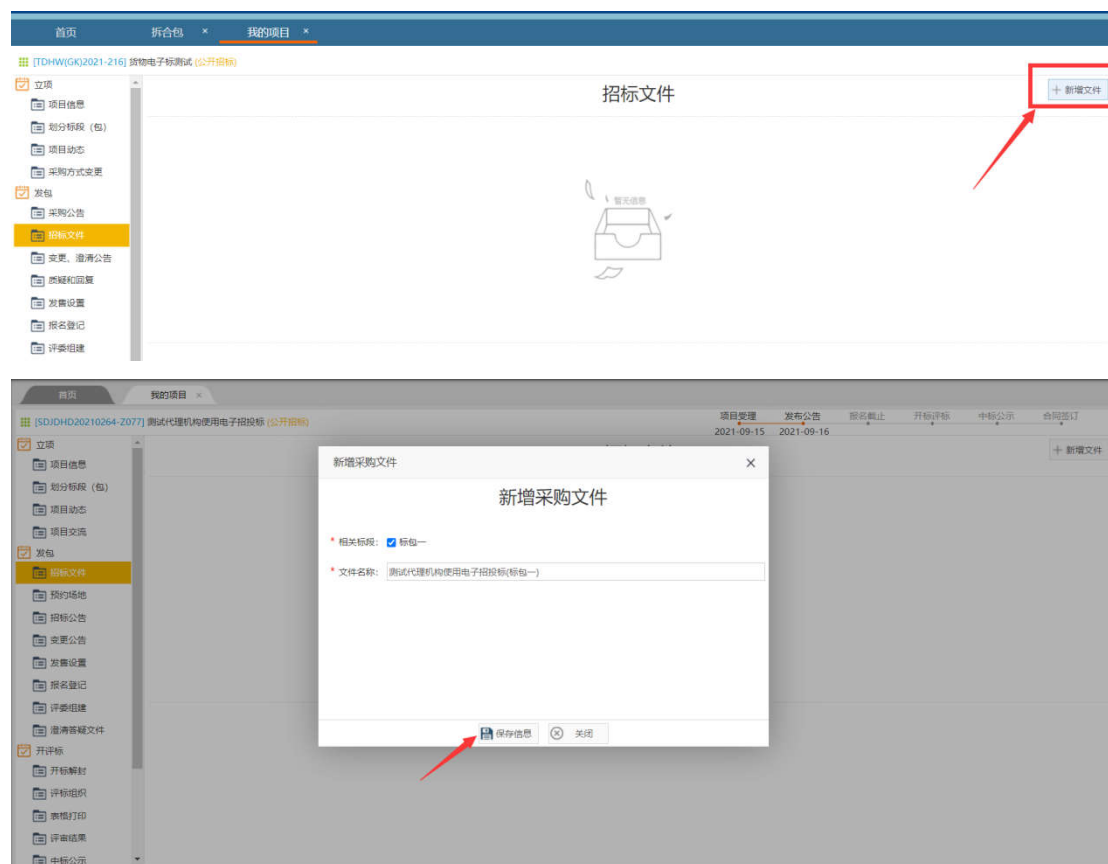 首页 拆合包 × 我的项目 ×
[TDHW(GK)2021-216] 货物电子标测试 (公开招标)
立项
项目信息
划分标段（包）
项目动态
采购方式变更
发包
采购公告
招标文件
变更、澄清公告
质疑和回复
发售设置
报名登记
评委组建
招标文件
新增文件
暂无信息
首页 我的项目 ×
[SDJDHD20210264-Z077] 测试代理机构使用电子招投标 (公开招标)
项目受理 发布公告 报名截止 开标评标 中标公示 合同签订
2021-09-15 2021-09-16
立项
项目信息
划分标段（包）
项目动态
项目交流
发包
招标文件
预约场地
招标公告
变更公告
发售设置
报名登记
评委组建
澄清答疑文件
开评标
开标解封
评标组织
表格打印
评审结果
中标公示
新增文件
新增采购文件 ×
新增采购文件
* 相关标段： 标包一
* 文件名称： 测试代理机构使用电子招投标(标包一)
保存信息 关闭